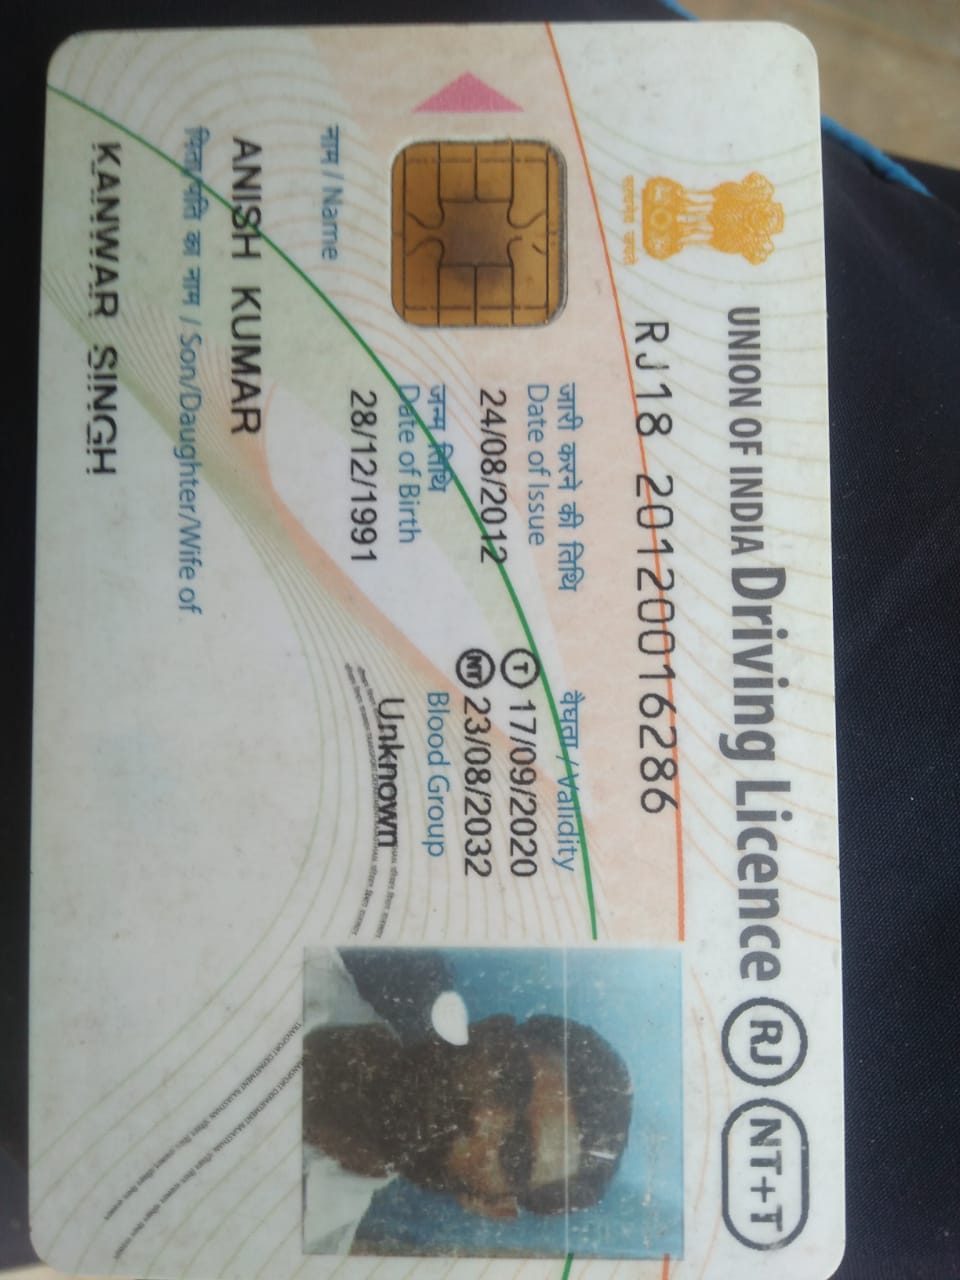 UNION OF INDIA Driving Licence RJ NT+T
सत्यमेव जयते
RJ18 20120016286
जारी करने की तिथि
Date of Issue
24/08/2012
वैधता / Validity
T 17/09/2020
NT 23/08/2032
जन्म तिथि
Date of Birth
28/12/1991
Blood Group
Unknown
नाम / Name
ANISH KUMAR
पिता/पति का नाम / Son/Daughter/Wife of
KANWAR SINGH